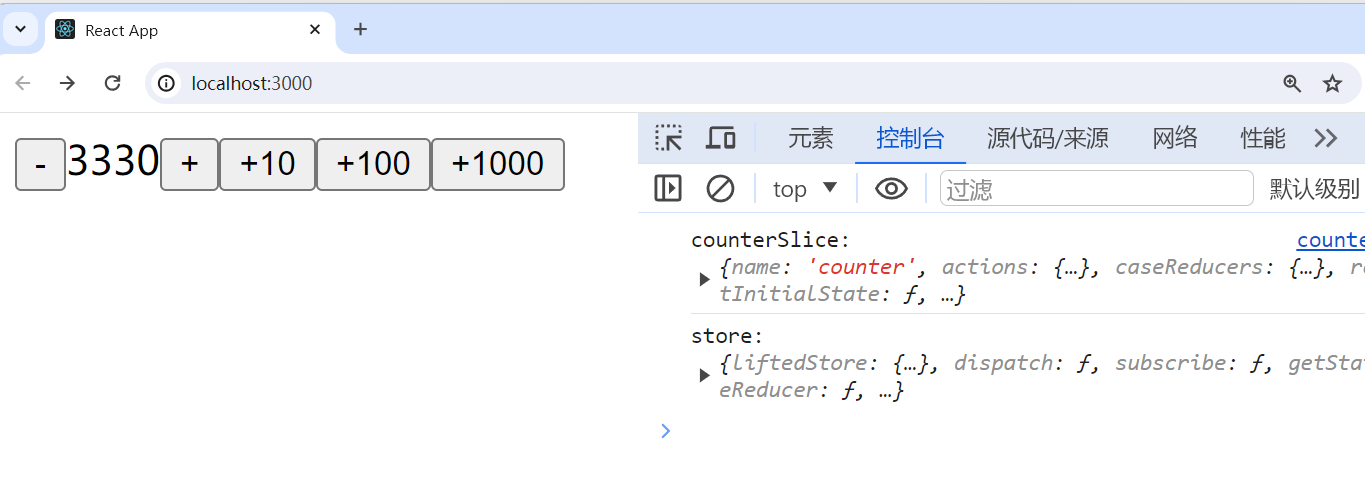 React App
localhost:3000
- 3330 + +10 +100 +1000
元素 控制台 源代码/来源 网络 性能
top 过滤 默认级别
counterSlice: counte
{name: 'counter', actions: {…}, caseReducers: {…}, re
tInitialState: ƒ, …}
store:
{liftedStore: {…}, dispatch: ƒ, subscribe: ƒ, getSta
eReducer: ƒ, …}